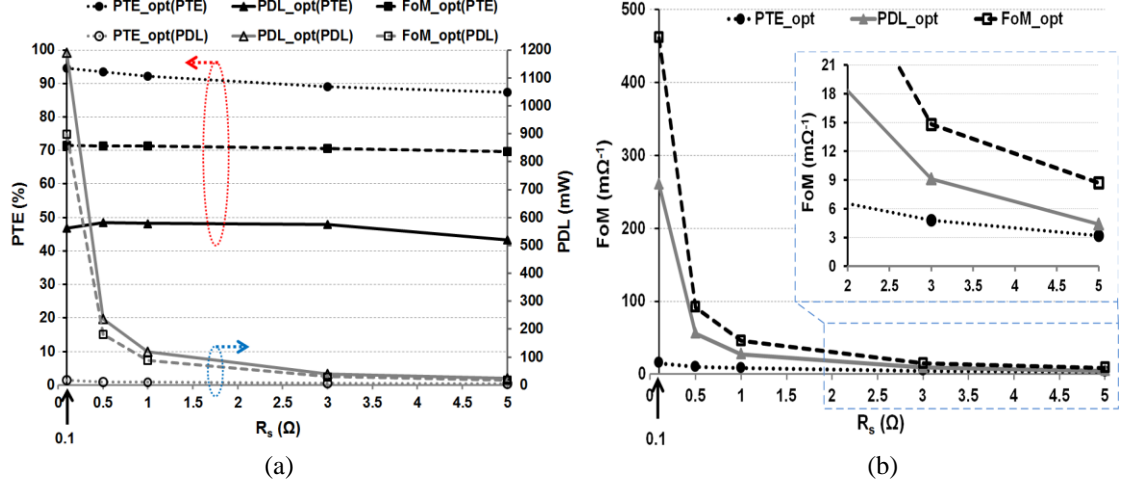 PTE_opt(PTE) PDL_opt(PTE) FoM_opt(PTE)
PTE_opt(PDL) PDL_opt(PDL) FoM_opt(PDL)
PTE (%)
100
90
80
70
60
50
40
30
20
10
0
1200
1100
1000
900
800
700
600
500
400
300
200
100
0
PDL (mW)
0 0.5 1 1.5 2 2.5 3 3.5 4 4.5 5
0.1
Rₛ (Ω)
(a)
PTE_opt PDL_opt FoM_opt
FoM (mΩ⁻¹)
500
400
300
200
100
0
0 0.5 1 1.5 2 2.5 3 3.5 4 4.5 5
0.1
Rₛ (Ω)
FoM (mΩ⁻¹)
21
18
15
12
9
6
3
0
2 2.5 3 3.5 4 4.5 5
(b)